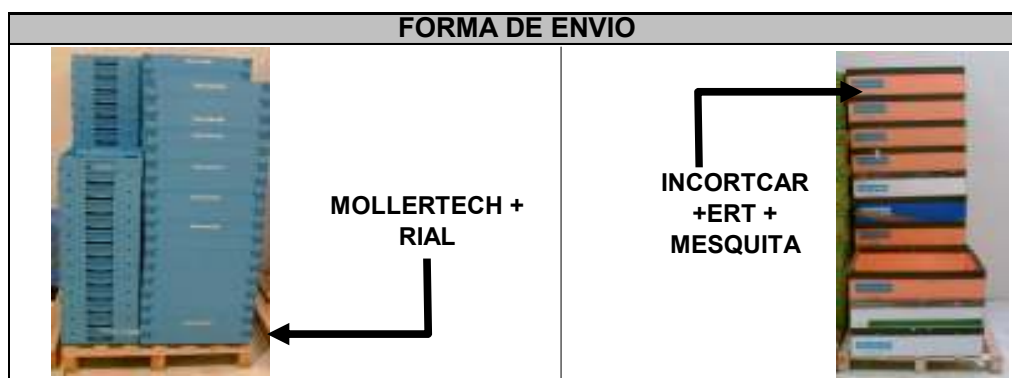 FORMA DE ENVIO
MOLLERTECH +
RIAL
INCORTCAR
+ERT +
MESQUITA